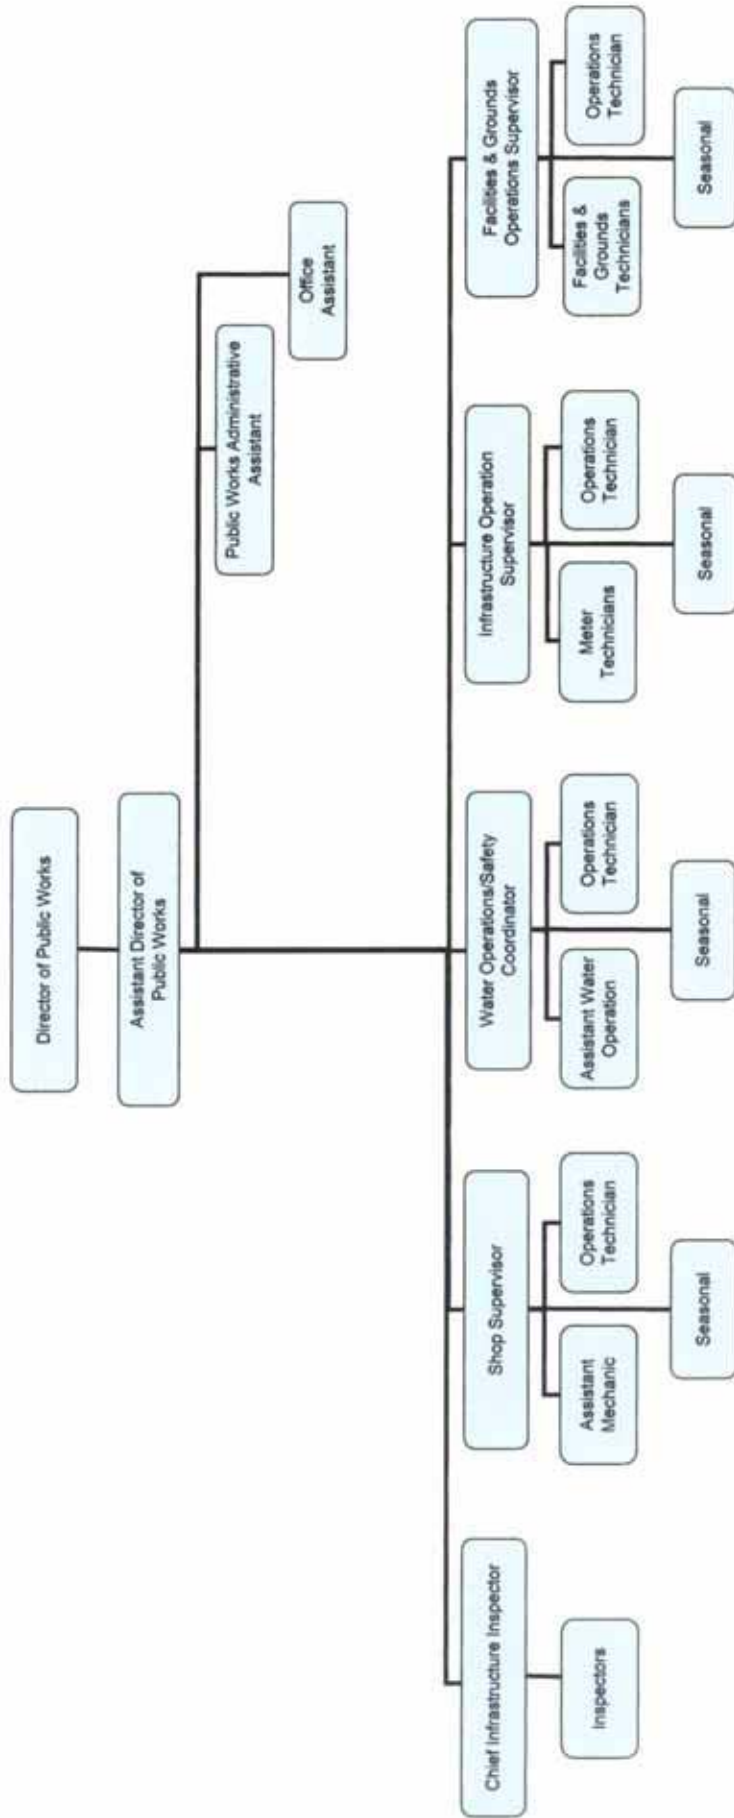 Director of Public Works
Assistant Director of
Public Works
Public Works Administrative
Assistant
Office
Assistant
Chief Infrastructure Inspector
Shop Supervisor
Water Operations/Safety
Coordinator
Infrastructure Operation
Supervisor
Facilities & Grounds
Operations Supervisor
Inspectors
Assistant
Mechanic
Operations
Technician
Assistant Water
Operation
Operations
Technician
Meter
Technicians
Operations
Technician
Facilities &
Grounds
Technicians
Operations
Technician
Seasonal
Seasonal
Seasonal
Seasonal